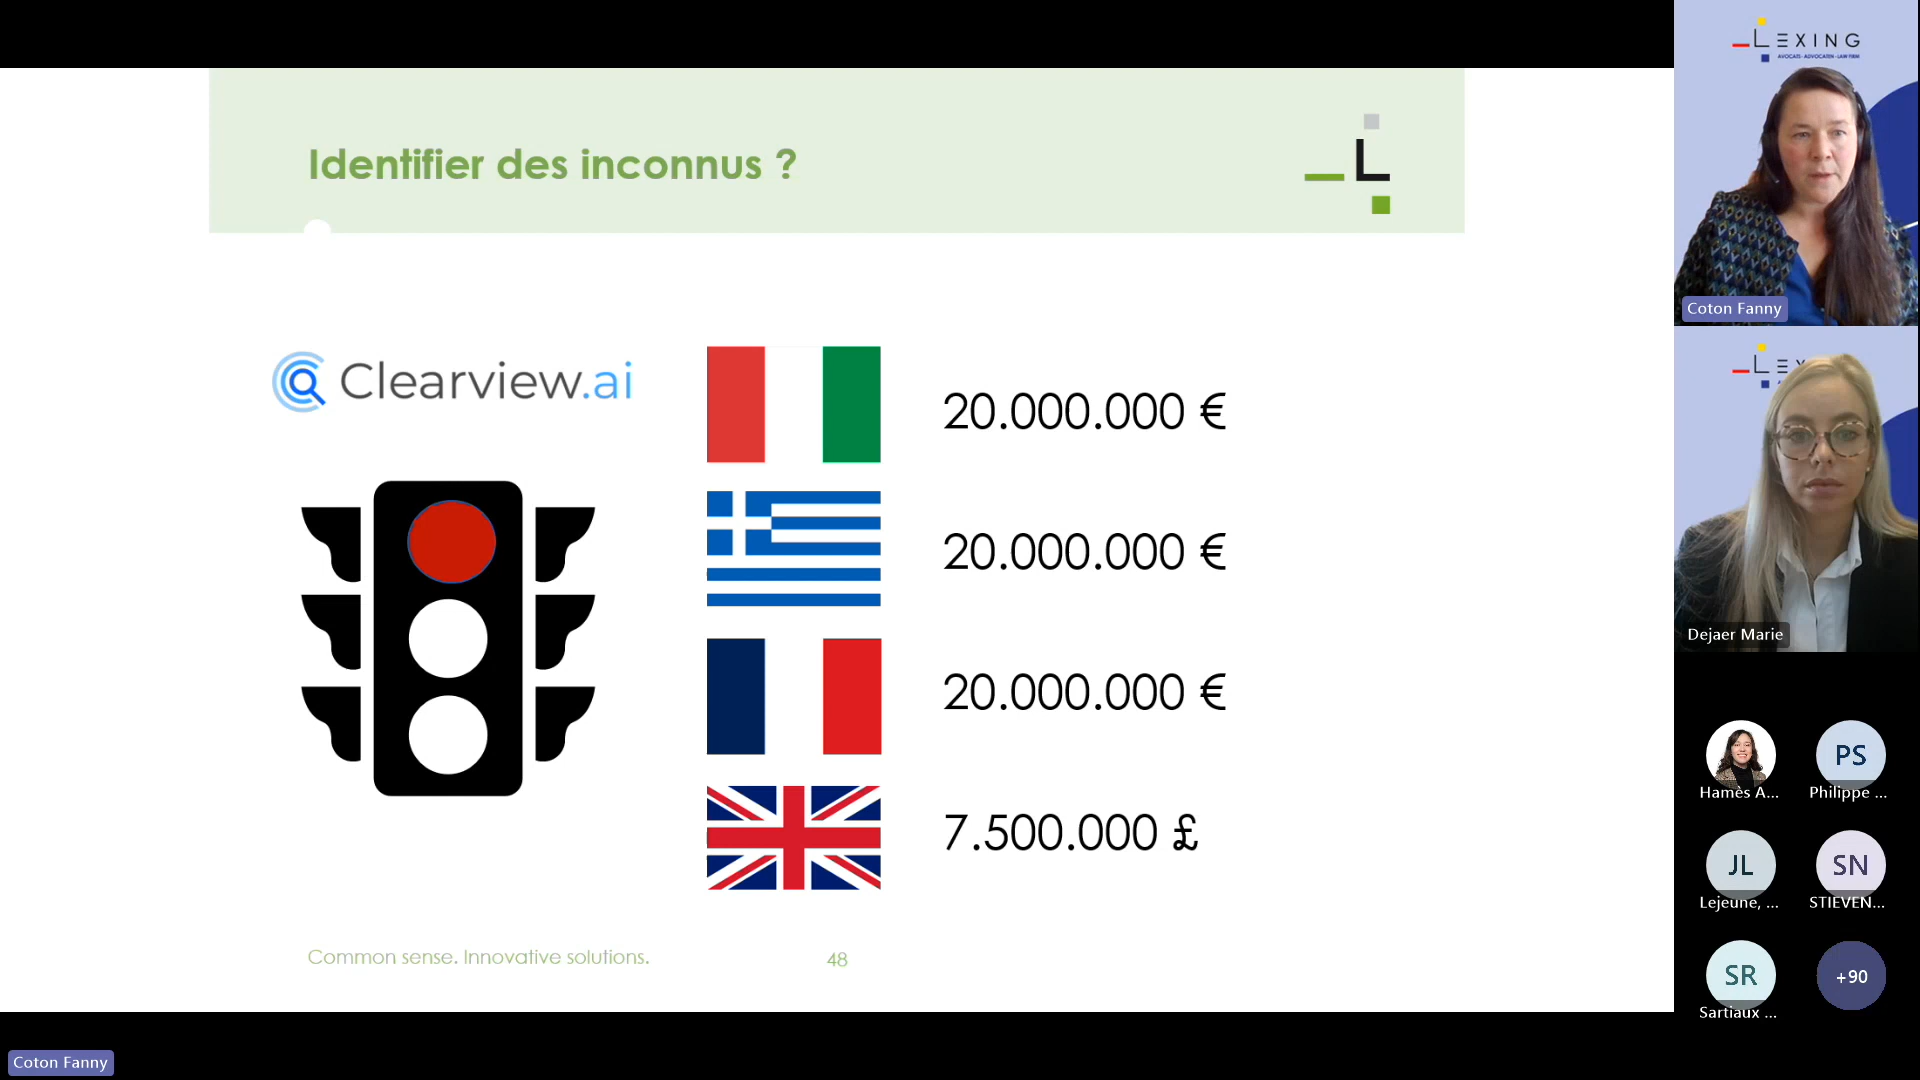 Identifier des inconnus ?
L
Clearview.ai
20.000.000 €
20.000.000 €
20.000.000 €
7.500.000 £
Common sense. Innovative solutions.
48
LEXING
AVOCATS - ADVOCATEN - LAW FIRM
Coton Fanny
LEX
Dejaer Marie
Hamès A...
PS
Philippe ...
JL
Lejeune, ...
SN
STIEVEN...
SR
Sartiaux ...
+90
Coton Fanny